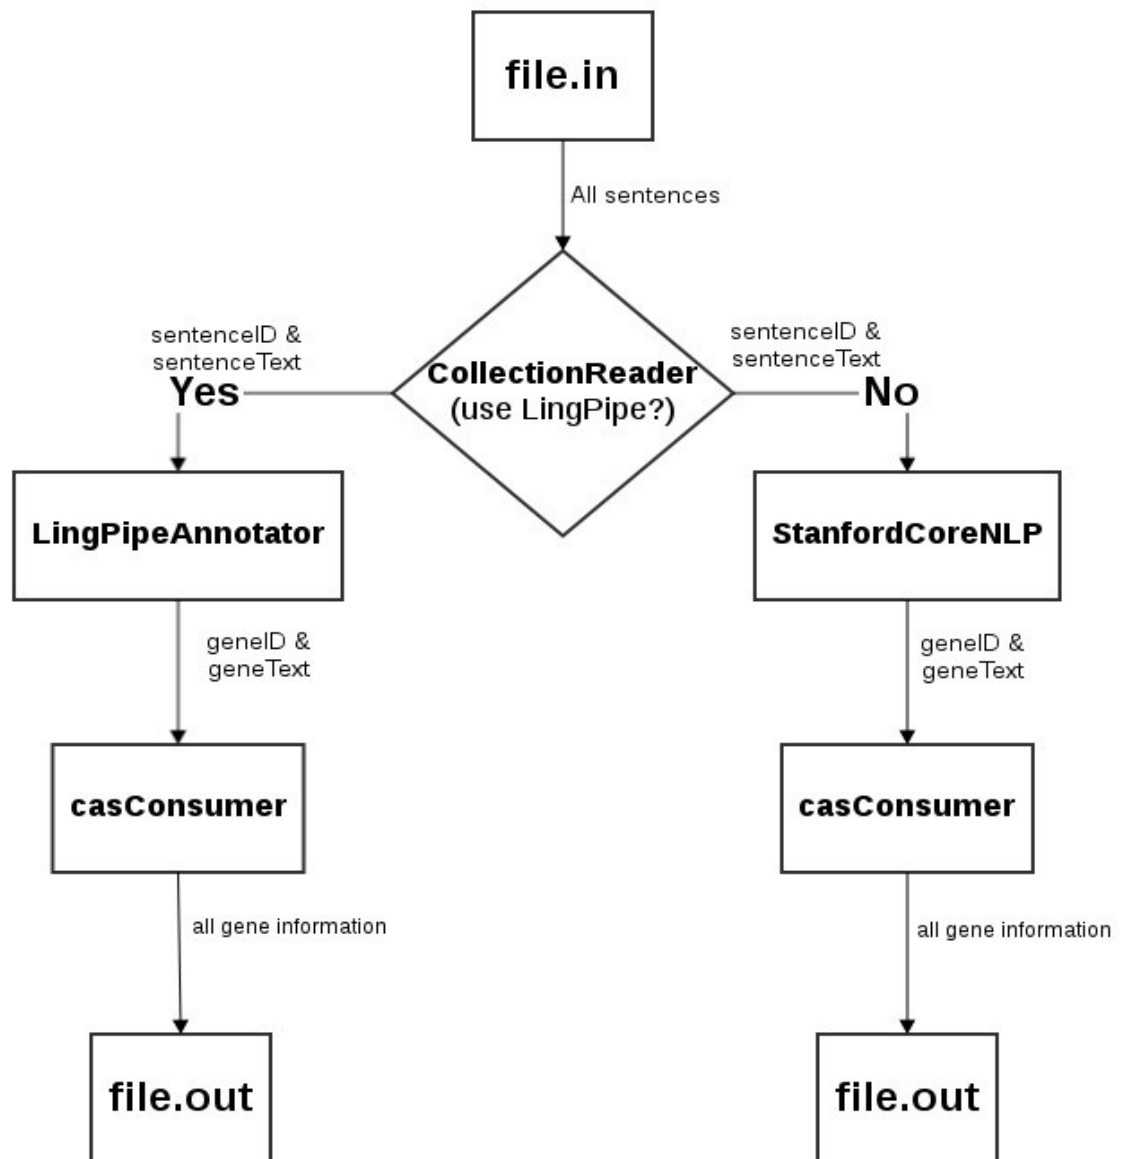 file.in
All sentences
sentenceID &
sentenceText
sentenceID &
sentenceText
CollectionReader
(use LingPipe?)
Yes
No
LingPipeAnnotator
StanfordCoreNLP
geneID &
geneText
geneID &
geneText
casConsumer
casConsumer
all gene information
all gene information
file.out
file.out